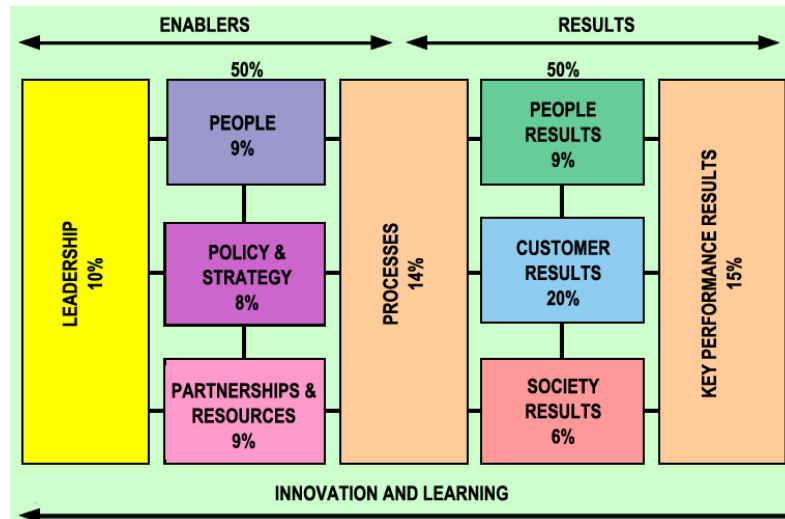 ENABLERS
RESULTS
50%
50%
LEADERSHIP
10%
PEOPLE
9%
POLICY &
STRATEGY
8%
PARTNERSHIPS &
RESOURCES
9%
PROCESSES
14%
PEOPLE
RESULTS
9%
CUSTOMER
RESULTS
20%
SOCIETY
RESULTS
6%
KEY PERFORMANCE RESULTS
15%
INNOVATION AND LEARNING